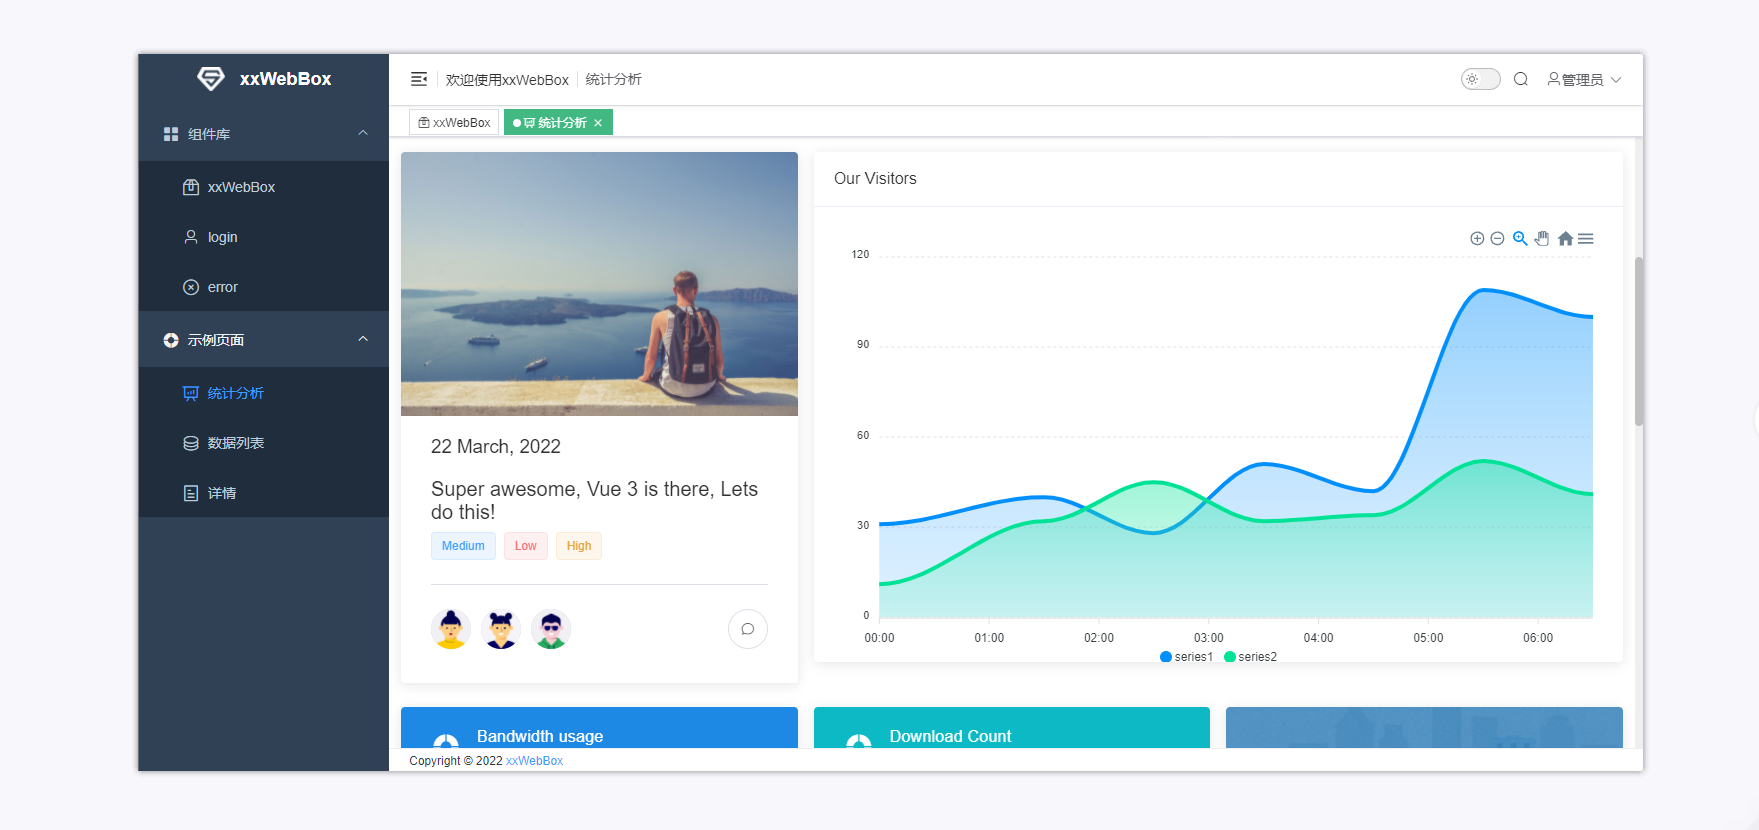 xxWebBox
组件库
xxWebBox
login
error
示例页面
统计分析
数据列表
详情
欢迎使用xxWebBox 统计分析
管理员
xxWebBox 统计分析
22 March, 2022
Super awesome, Vue 3 is there, Lets
do this!
Medium Low High
Our Visitors
120
90
60
30
0
00:00 01:00 02:00 03:00 04:00 05:00 06:00
series1 series2
Bandwidth usage
Download Count
Copyright © 2022 xxWebBox